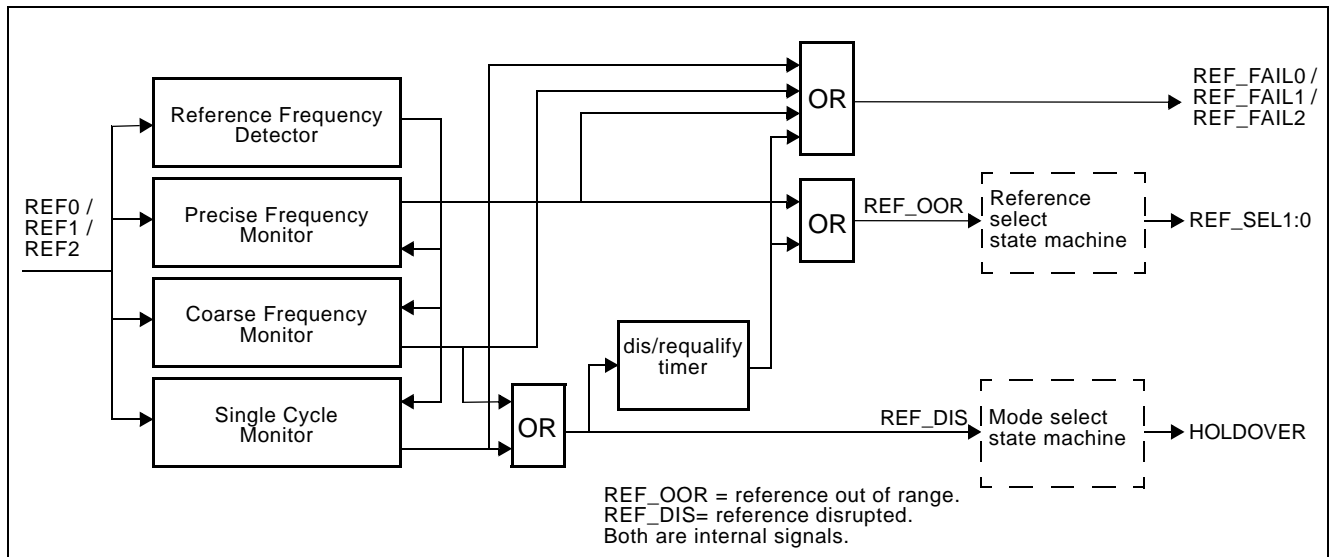 REF0 /
REF1 /
REF2
Reference Frequency
Detector
Precise Frequency
Monitor
Coarse Frequency
Monitor
Single Cycle
Monitor
OR
dis/requalify
timer
OR
OR
REF_OOR
REF_DIS
Reference
select
state machine
Mode select
state machine
REF_FAIL0 /
REF_FAIL1 /
REF_FAIL2
REF_SEL1:0
HOLDOVER
REF_OOR = reference out of range.
REF_DIS= reference disrupted.
Both are internal signals.